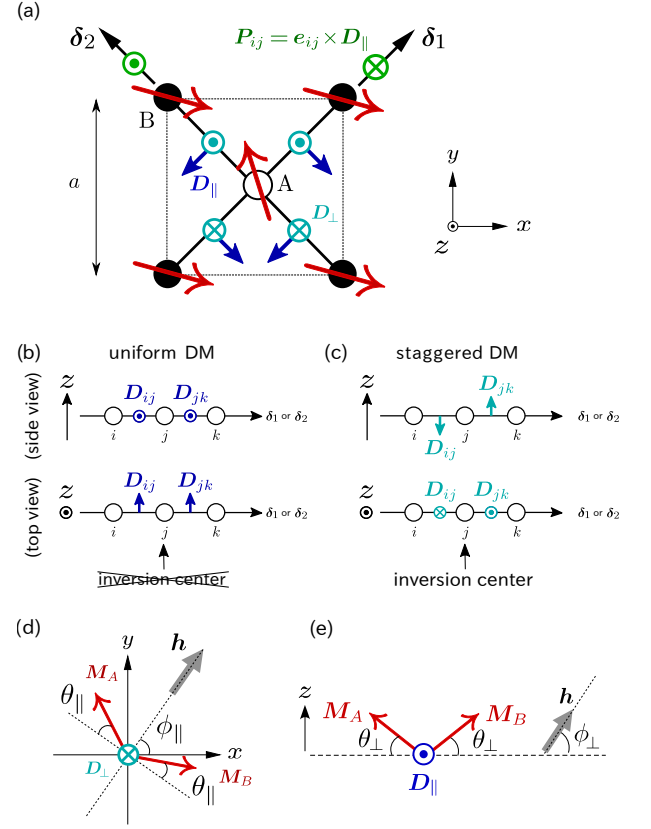 (a)
δ₂
P_ij = e_ij × D_∥
δ₁
B
a
D_∥
A
D_⊥
y
x
z
(b)
uniform DM
(c)
staggered DM
(side view)
z
D_ij
D_jk
i
j
k
δ₁ or δ₂
z
D_jk
D_ij
i
j
k
δ₁ or δ₂
(top view)
z
D_ij
D_jk
i
j
k
δ₁ or δ₂
inversion center
z
D_ij
D_jk
i
j
k
δ₁ or δ₂
inversion center
(d)
y
h
M_A
θ_∥
ϕ_∥
x
D_⊥
θ_∥
M_B
(e)
z
M_A
M_B
h
θ_⊥
θ_⊥
ϕ_⊥
D_∥